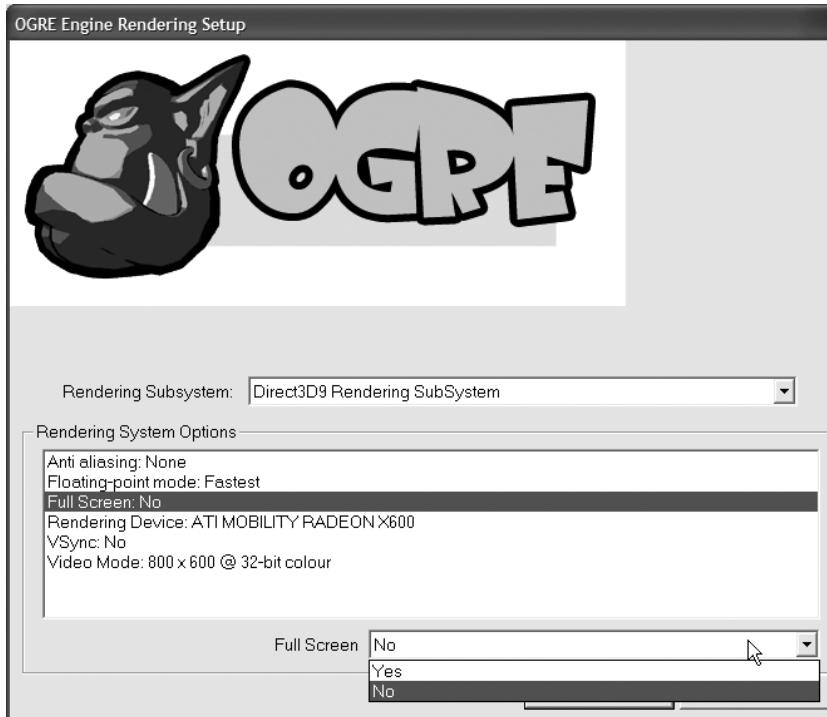 OGRE Engine Rendering Setup
OGRE
Rendering Subsystem: Direct3D9 Rendering SubSystem
Rendering System Options
Anti aliasing: None
Floating-point mode: Fastest
Full Screen: No
Rendering Device: ATI MOBILITY RADEON X600
VSync: No
Video Mode: 800 x 600 @ 32-bit colour
Full Screen No
Yes
No